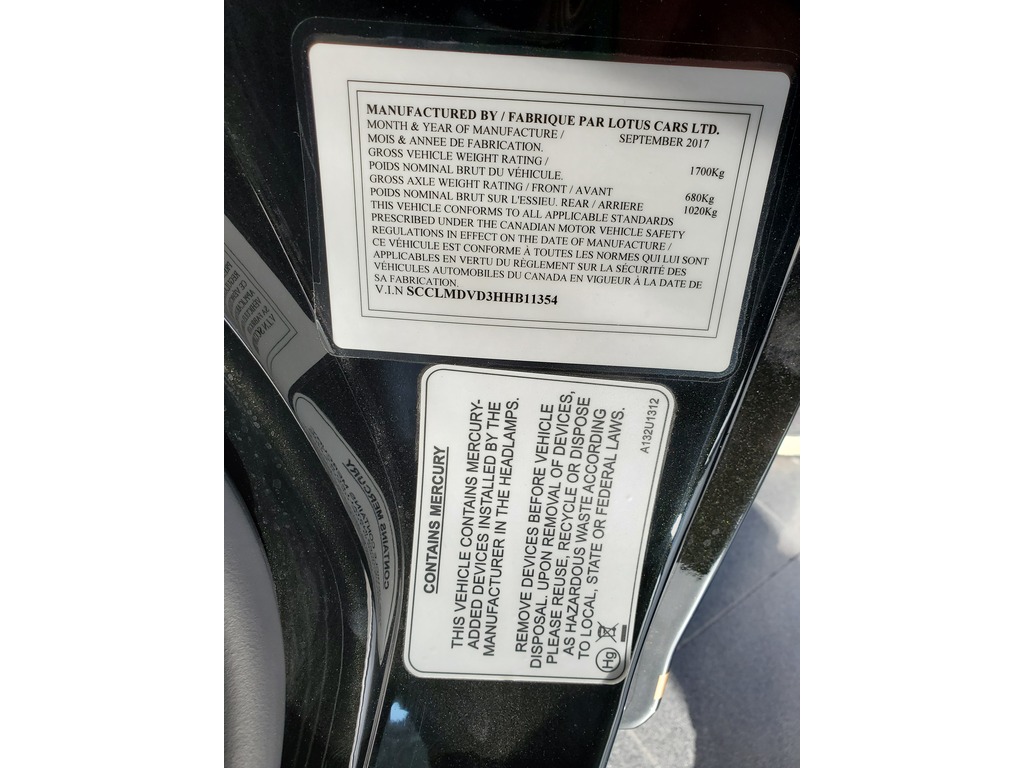 MANUFACTURED BY / FABRIQUE PAR LOTUS CARS LTD.
MONTH & YEAR OF MANUFACTURE / SEPTEMBER 2017
MOIS & ANNEE DE FABRICATION.
GROSS VEHICLE WEIGHT RATING / 1700Kg
POIDS NOMINAL BRUT DU VÉHICULE.
GROSS AXLE WEIGHT RATING / FRONT / AVANT 680Kg
POIDS NOMINAL BRUT SUR L'ESSIEU. REAR / ARRIERE 1020Kg
THIS VEHICLE CONFORMS TO ALL APPLICABLE STANDARDS
PRESCRIBED UNDER THE CANADIAN MOTOR VEHICLE SAFETY
REGULATIONS IN EFFECT ON THE DATE OF MANUFACTURE /
CE VÉHICULE EST CONFORME À TOUTES LES NORMES QUI LUI SONT
APPLICABLES EN VERTU DU RÈGLEMENT SUR LA SÉCURITÉ DES
VÉHICULES AUTOMOBILES DU CANADA EN VIGUEUR À LA DATE DE
SA FABRICATION.
V.I.N SCCLMDVD3HHB11354
CONTAINS MERCURY
THIS VEHICLE CONTAINS MERCURY-
ADDED DEVICES INSTALLED BY THE
MANUFACTURER IN THE HEADLAMPS.
REMOVE DEVICES BEFORE VEHICLE
DISPOSAL. UPON REMOVAL OF DEVICES,
PLEASE REUSE, RECYCLE OR DISPOSE
AS HAZARDOUS WASTE ACCORDING
TO LOCAL, STATE OR FEDERAL LAWS.
Hg
A132U1312